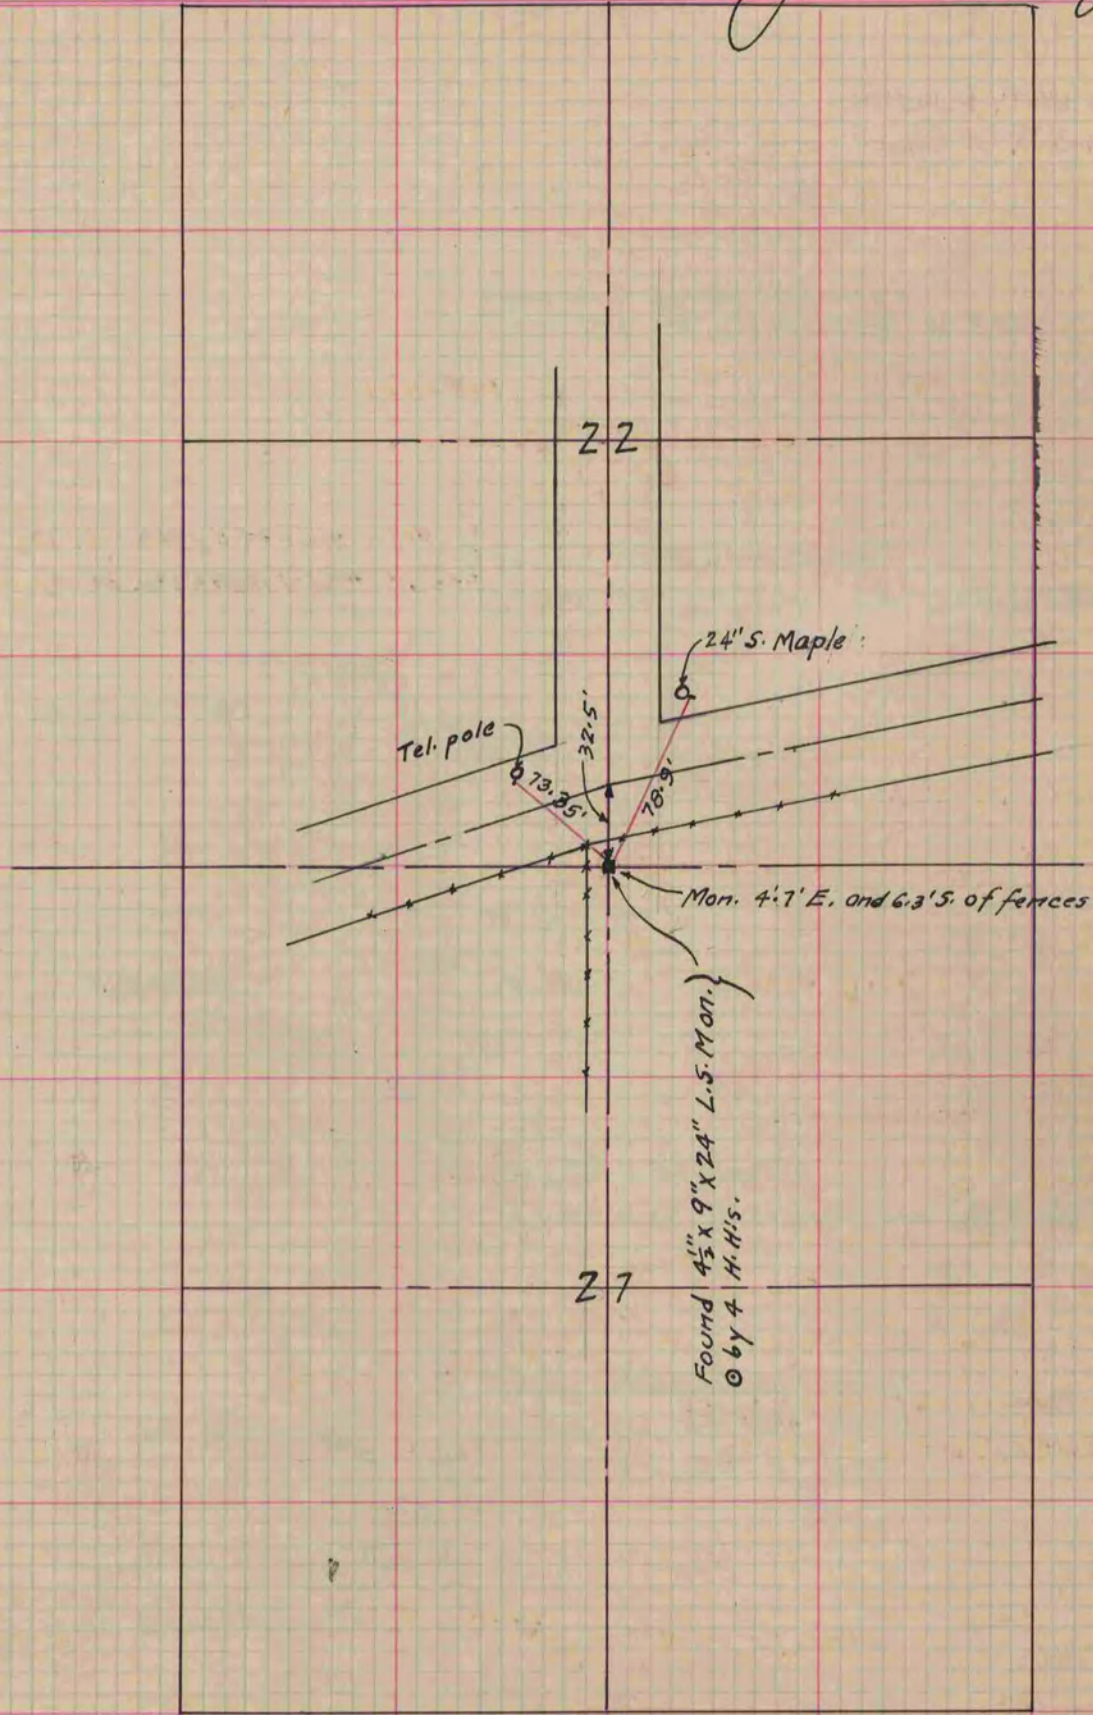 22
24" S. Maple
Tel. pole
32.5'
73.35'
78.9'
Mon. 4.7' E. and 6.3' S. of fences
Found 4½" x 9" x 24" L.S. Mon.
⊙ by 4 H.H's.
27